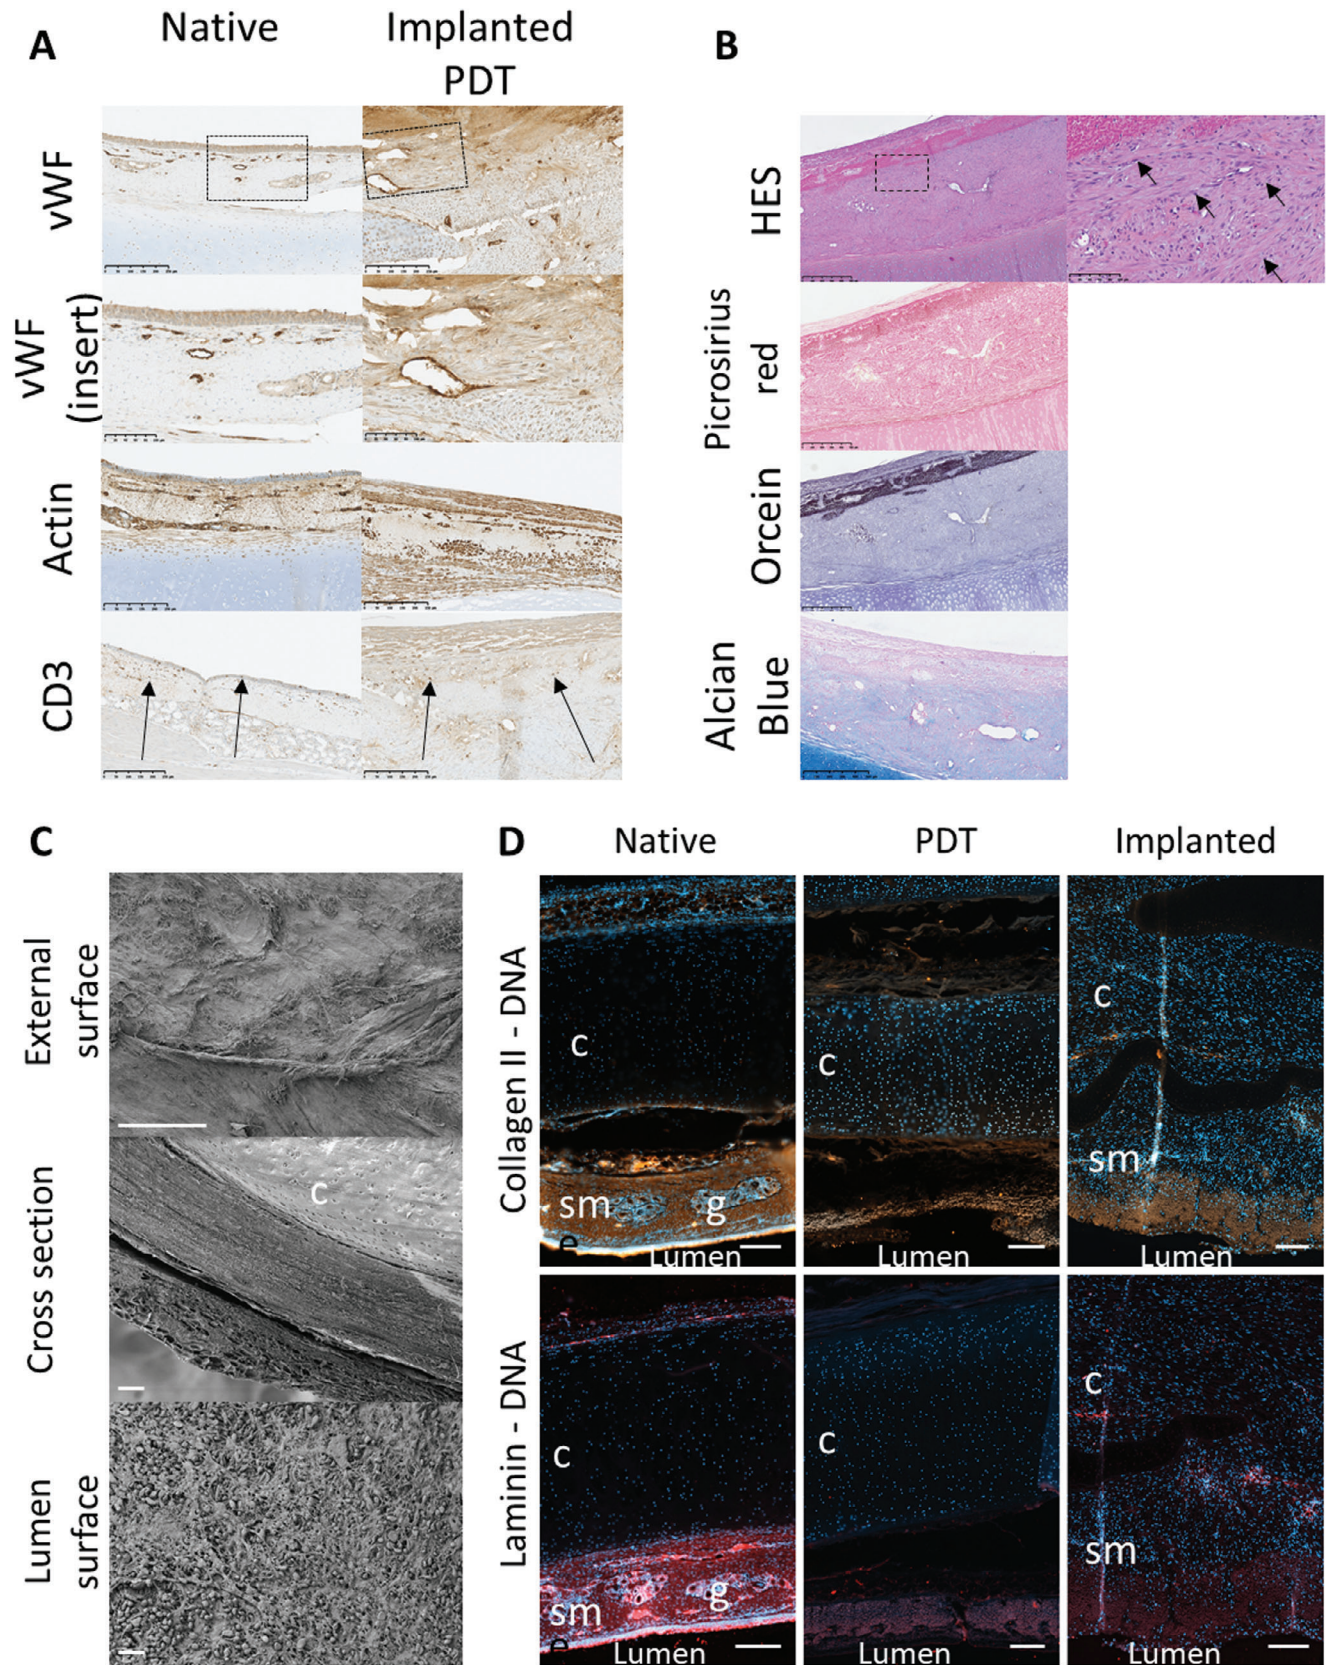 A
Native
Implanted
PDT
vWF
vWF
(insert)
Actin
CD3
B
HES
Picrosirius
red
Orcein
Alcian
Blue
C
External
surface
Cross section
c
Lumen
surface
D
Native
PDT
Implanted
Collagen II - DNA
c
sm
g
e
Lumen
c
Lumen
c
sm
Lumen
Laminin - DNA
c
sm
g
e
Lumen
c
Lumen
c
sm
Lumen